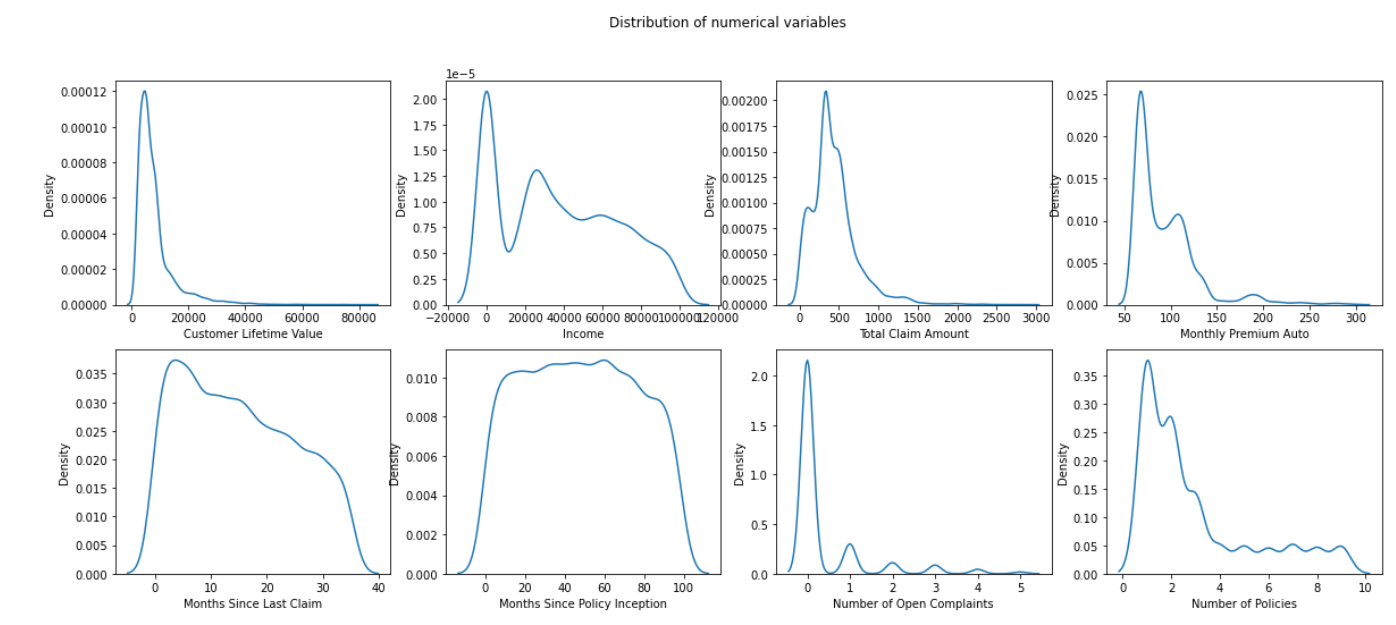 Distribution of numerical variables
Density
0.00012
0.00010
0.00008
0.00006
0.00004
0.00002
0.00000
0 20000 40000 60000 80000
Customer Lifetime Value
1e−5
Density
2.00
1.75
1.50
1.25
1.00
0.75
0.50
0.25
0.00
−20000 0 20000 40000 60000 80000 100000 120000
Income
Density
0.00200
0.00175
0.00150
0.00125
0.00100
0.00075
0.00050
0.00025
0.00000
0 500 1000 1500 2000 2500 3000
Total Claim Amount
Density
0.025
0.020
0.015
0.010
0.005
0.000
50 100 150 200 250 300
Monthly Premium Auto
Density
0.035
0.030
0.025
0.020
0.015
0.010
0.005
0.000
0 10 20 30 40
Months Since Last Claim
Density
0.010
0.008
0.006
0.004
0.002
0.000
0 20 40 60 80 100
Months Since Policy Inception
Density
2.0
1.5
1.0
0.5
0.0
0 1 2 3 4 5
Number of Open Complaints
Density
0.35
0.30
0.25
0.20
0.15
0.10
0.05
0.00
0 2 4 6 8 10
Number of Policies